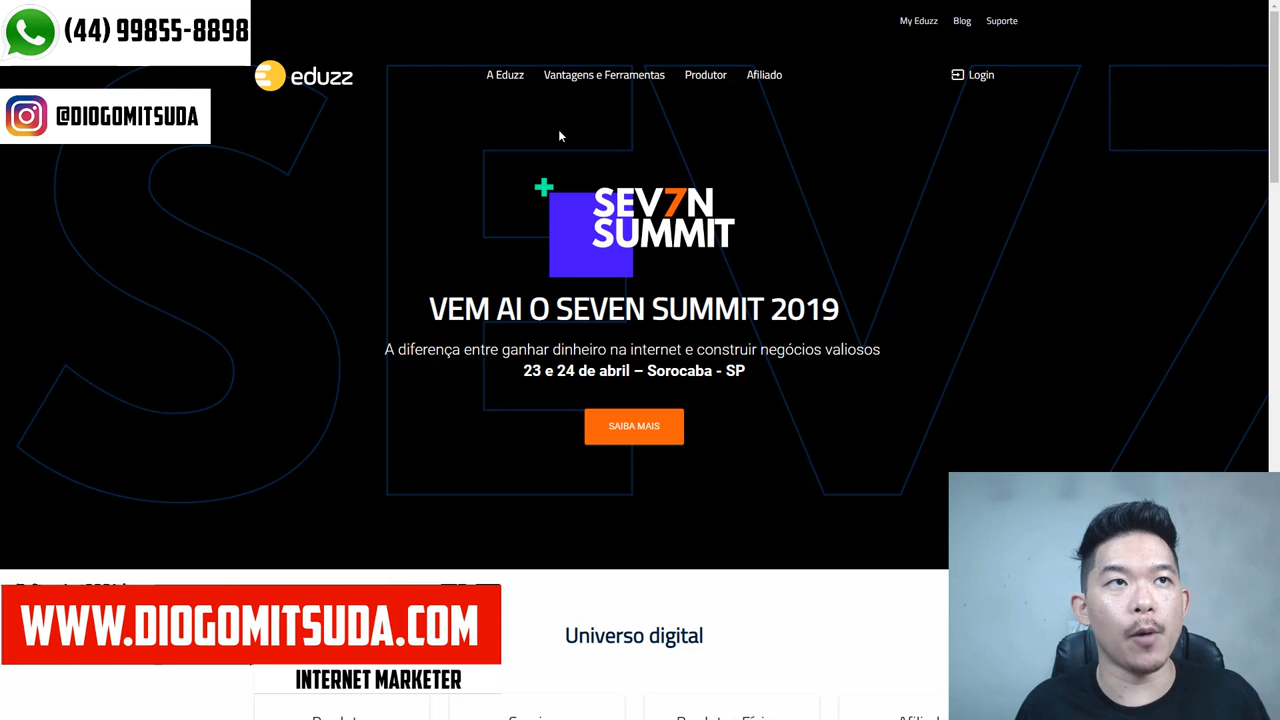 (44) 99855-8898
My Eduzz Blog Suporte
eduzz
A Eduzz Vantagens e Ferramentas Produtor Afiliado
Login
@DIOGOMITSUDA
SEV7N
SUMMIT
VEM AI O SEVEN SUMMIT 2019
A diferença entre ganhar dinheiro na internet e construir negócios valiosos
23 e 24 de abril – Sorocaba - SP
SAIBA MAIS
WWW.DIOGOMITSUDA.COM
Universo digital
INTERNET MARKETER